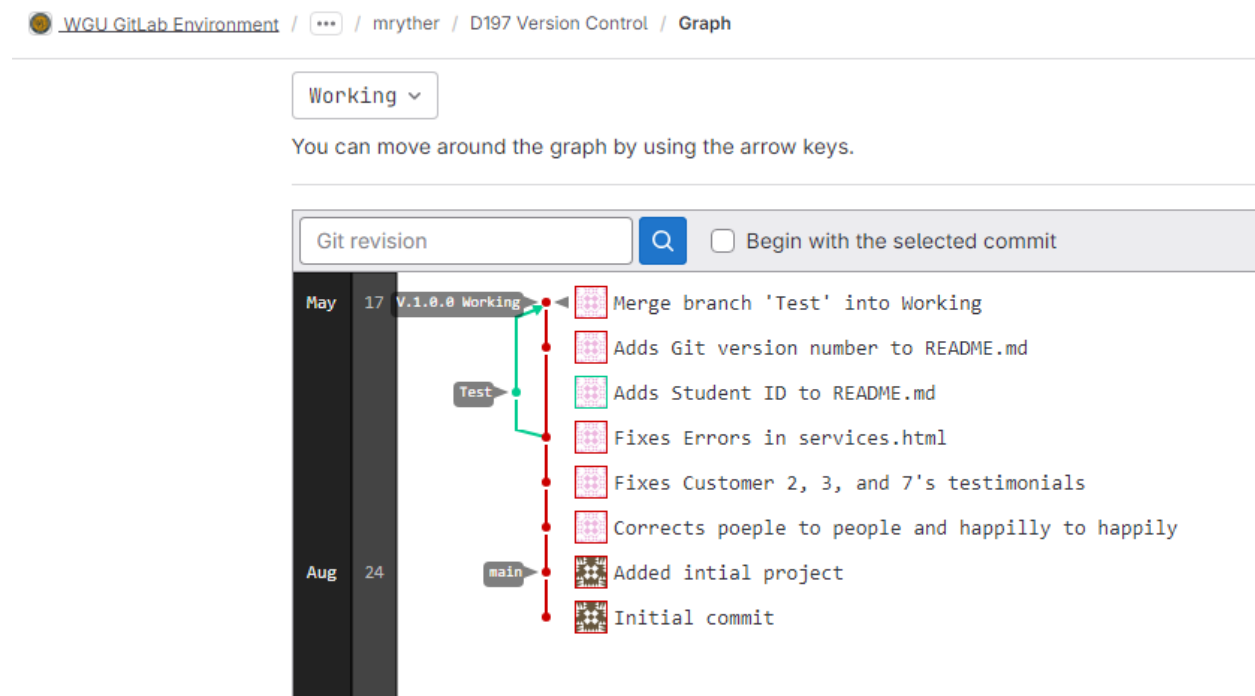 WGU GitLab Environment / ••• / mryther / D197 Version Control / Graph
Working
You can move around the graph by using the arrow keys.
Git revision Begin with the selected commit
May 17 V.1.0.0 Working Merge branch 'Test' into Working
Adds Git version number to README.md
Test Adds Student ID to README.md
Fixes Errors in services.html
Fixes Customer 2, 3, and 7's testimonials
Corrects poeple to people and happilly to happily
Aug 24 main Added intial project
Initial commit